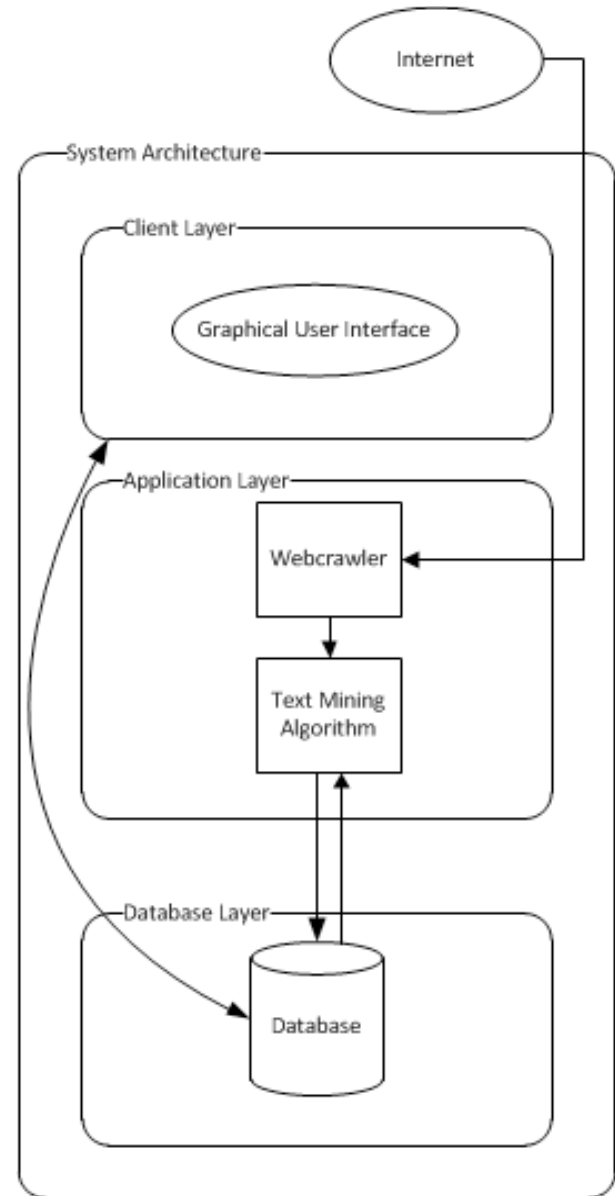 Internet
System Architecture
Client Layer
Graphical User Interface
Application Layer
Webcrawler
Text Mining
Algorithm
Database Layer
Database